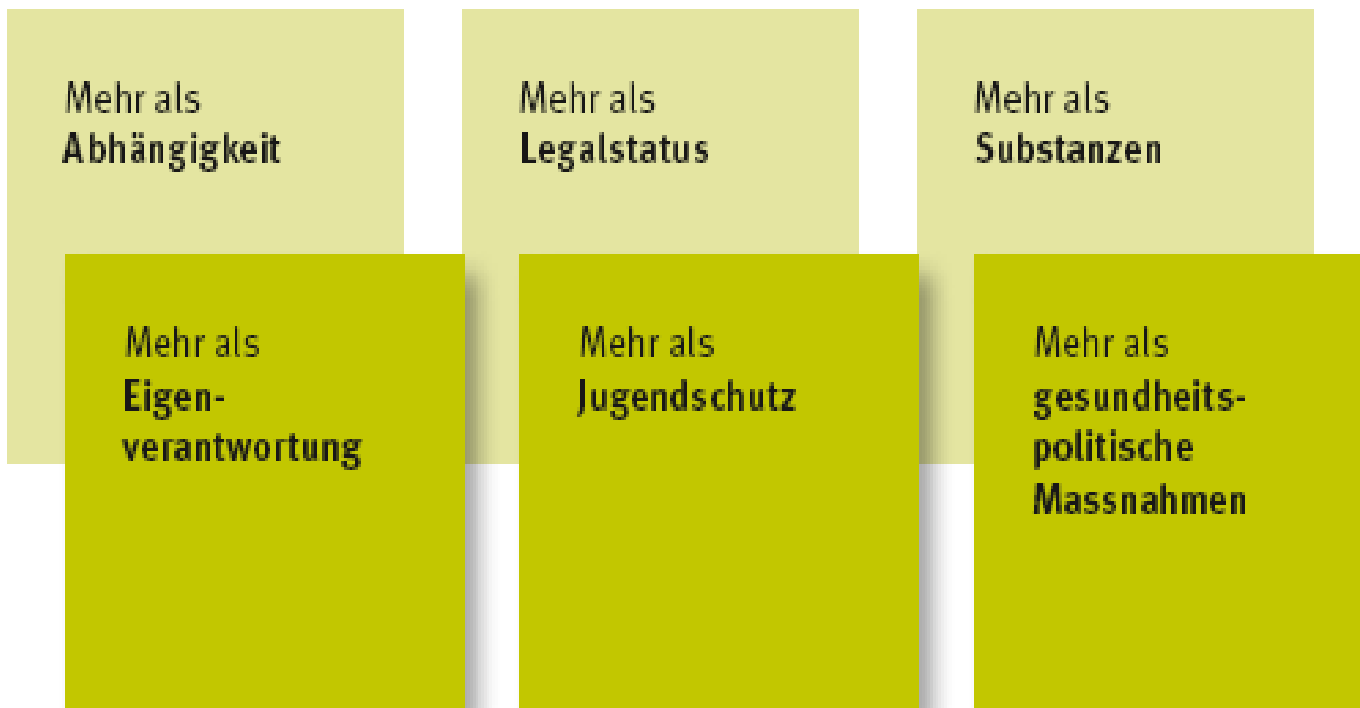 Mehr als
Abhängigkeit
Mehr als
Legalstatus
Mehr als
Substanzen
Mehr als
Eigen-
verantwortung
Mehr als
Jugendschutz
Mehr als
gesundheits-
politische
Massnahmen